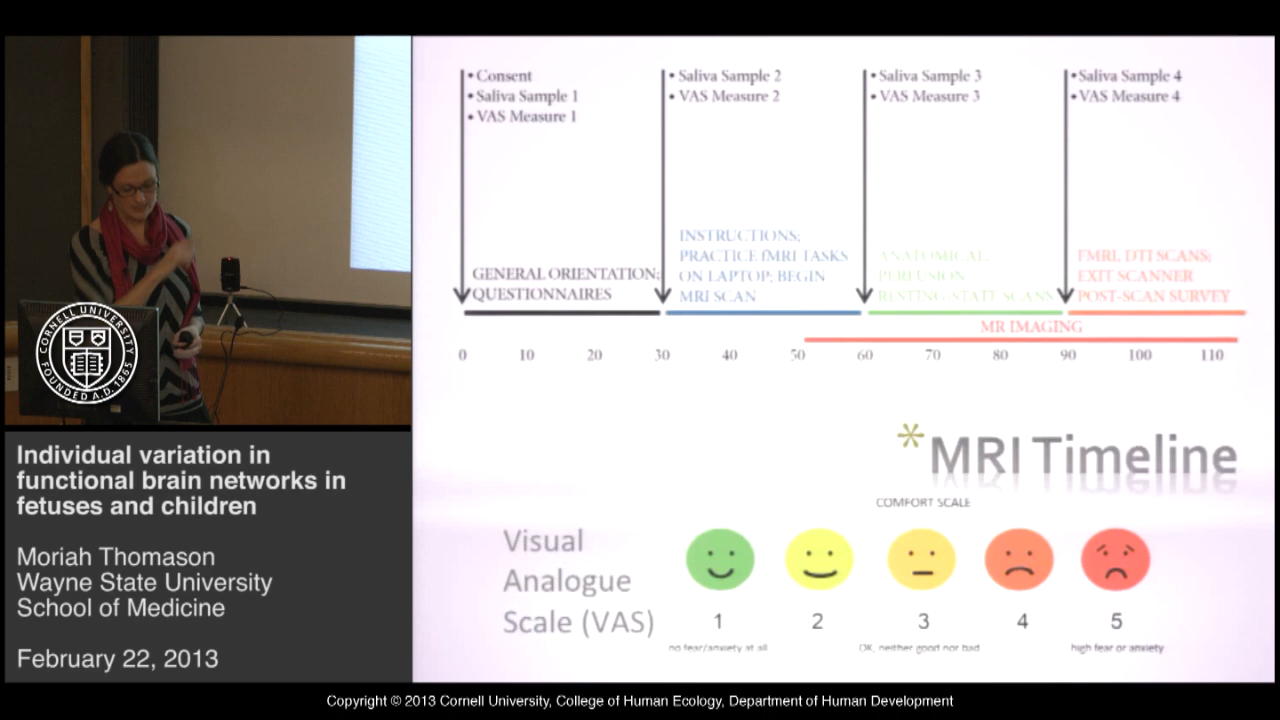 • Consent
• Saliva Sample 1
• VAS Measure 1
• Saliva Sample 2
• VAS Measure 2
• Saliva Sample 3
• VAS Measure 3
• Saliva Sample 4
• VAS Measure 4
GENERAL ORIENTATION;
QUESTIONNAIRES
INSTRUCTIONS;
PRACTICE fMRI TASKS
ON LAPTOP; BEGIN
MRI SCAN
ANATOMICAL,
PERFUSION
RESTING-STATE SCANS
FMRI, DTI SCANS;
EXIT SCANNER
POST-SCAN SURVEY
MR IMAGING
0 10 20 30 40 50 60 70 80 90 100 110
*MRI Timeline
COMFORT SCALE
Visual
Analogue
Scale (VAS)
1 2 3 4 5
no fear/anxiety at all OK, neither good nor bad high fear or anxiety
CORNELL UNIVERSITY
FOUNDED A.D. 1865
Individual variation in
functional brain networks in
fetuses and children
Moriah Thomason
Wayne State University
School of Medicine
February 22, 2013
Copyright © 2013 Cornell University, College of Human Ecology, Department of Human Development